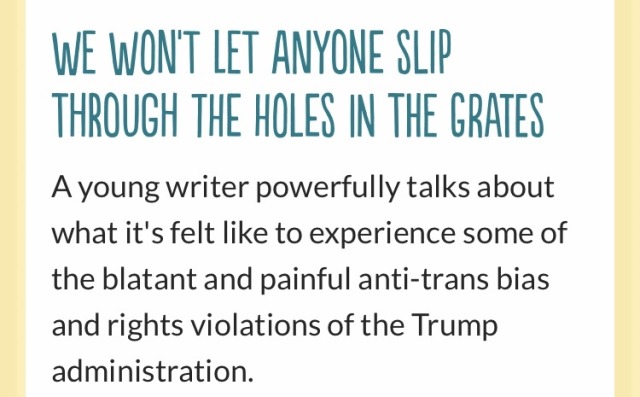 WE WON'T LET ANYONE SLIP
THROUGH THE HOLES IN THE GRATES
A young writer powerfully talks about
what it's felt like to experience some of
the blatant and painful anti-trans bias
and rights violations of the Trump
administration.